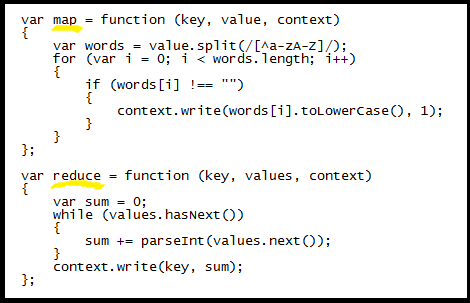 var map = function (key, value, context)
{
    var words = value.split(/[^a-zA-Z]/);
    for (var i = 0; i < words.length; i++)
    {
        if (words[i] !== "")
        {
            context.write(words[i].toLowerCase(), 1);
        }
    }
};

var reduce = function (key, values, context)
{
    var sum = 0;
    while (values.hasNext())
    {
        sum += parseInt(values.next());
    }
    context.write(key, sum);
};